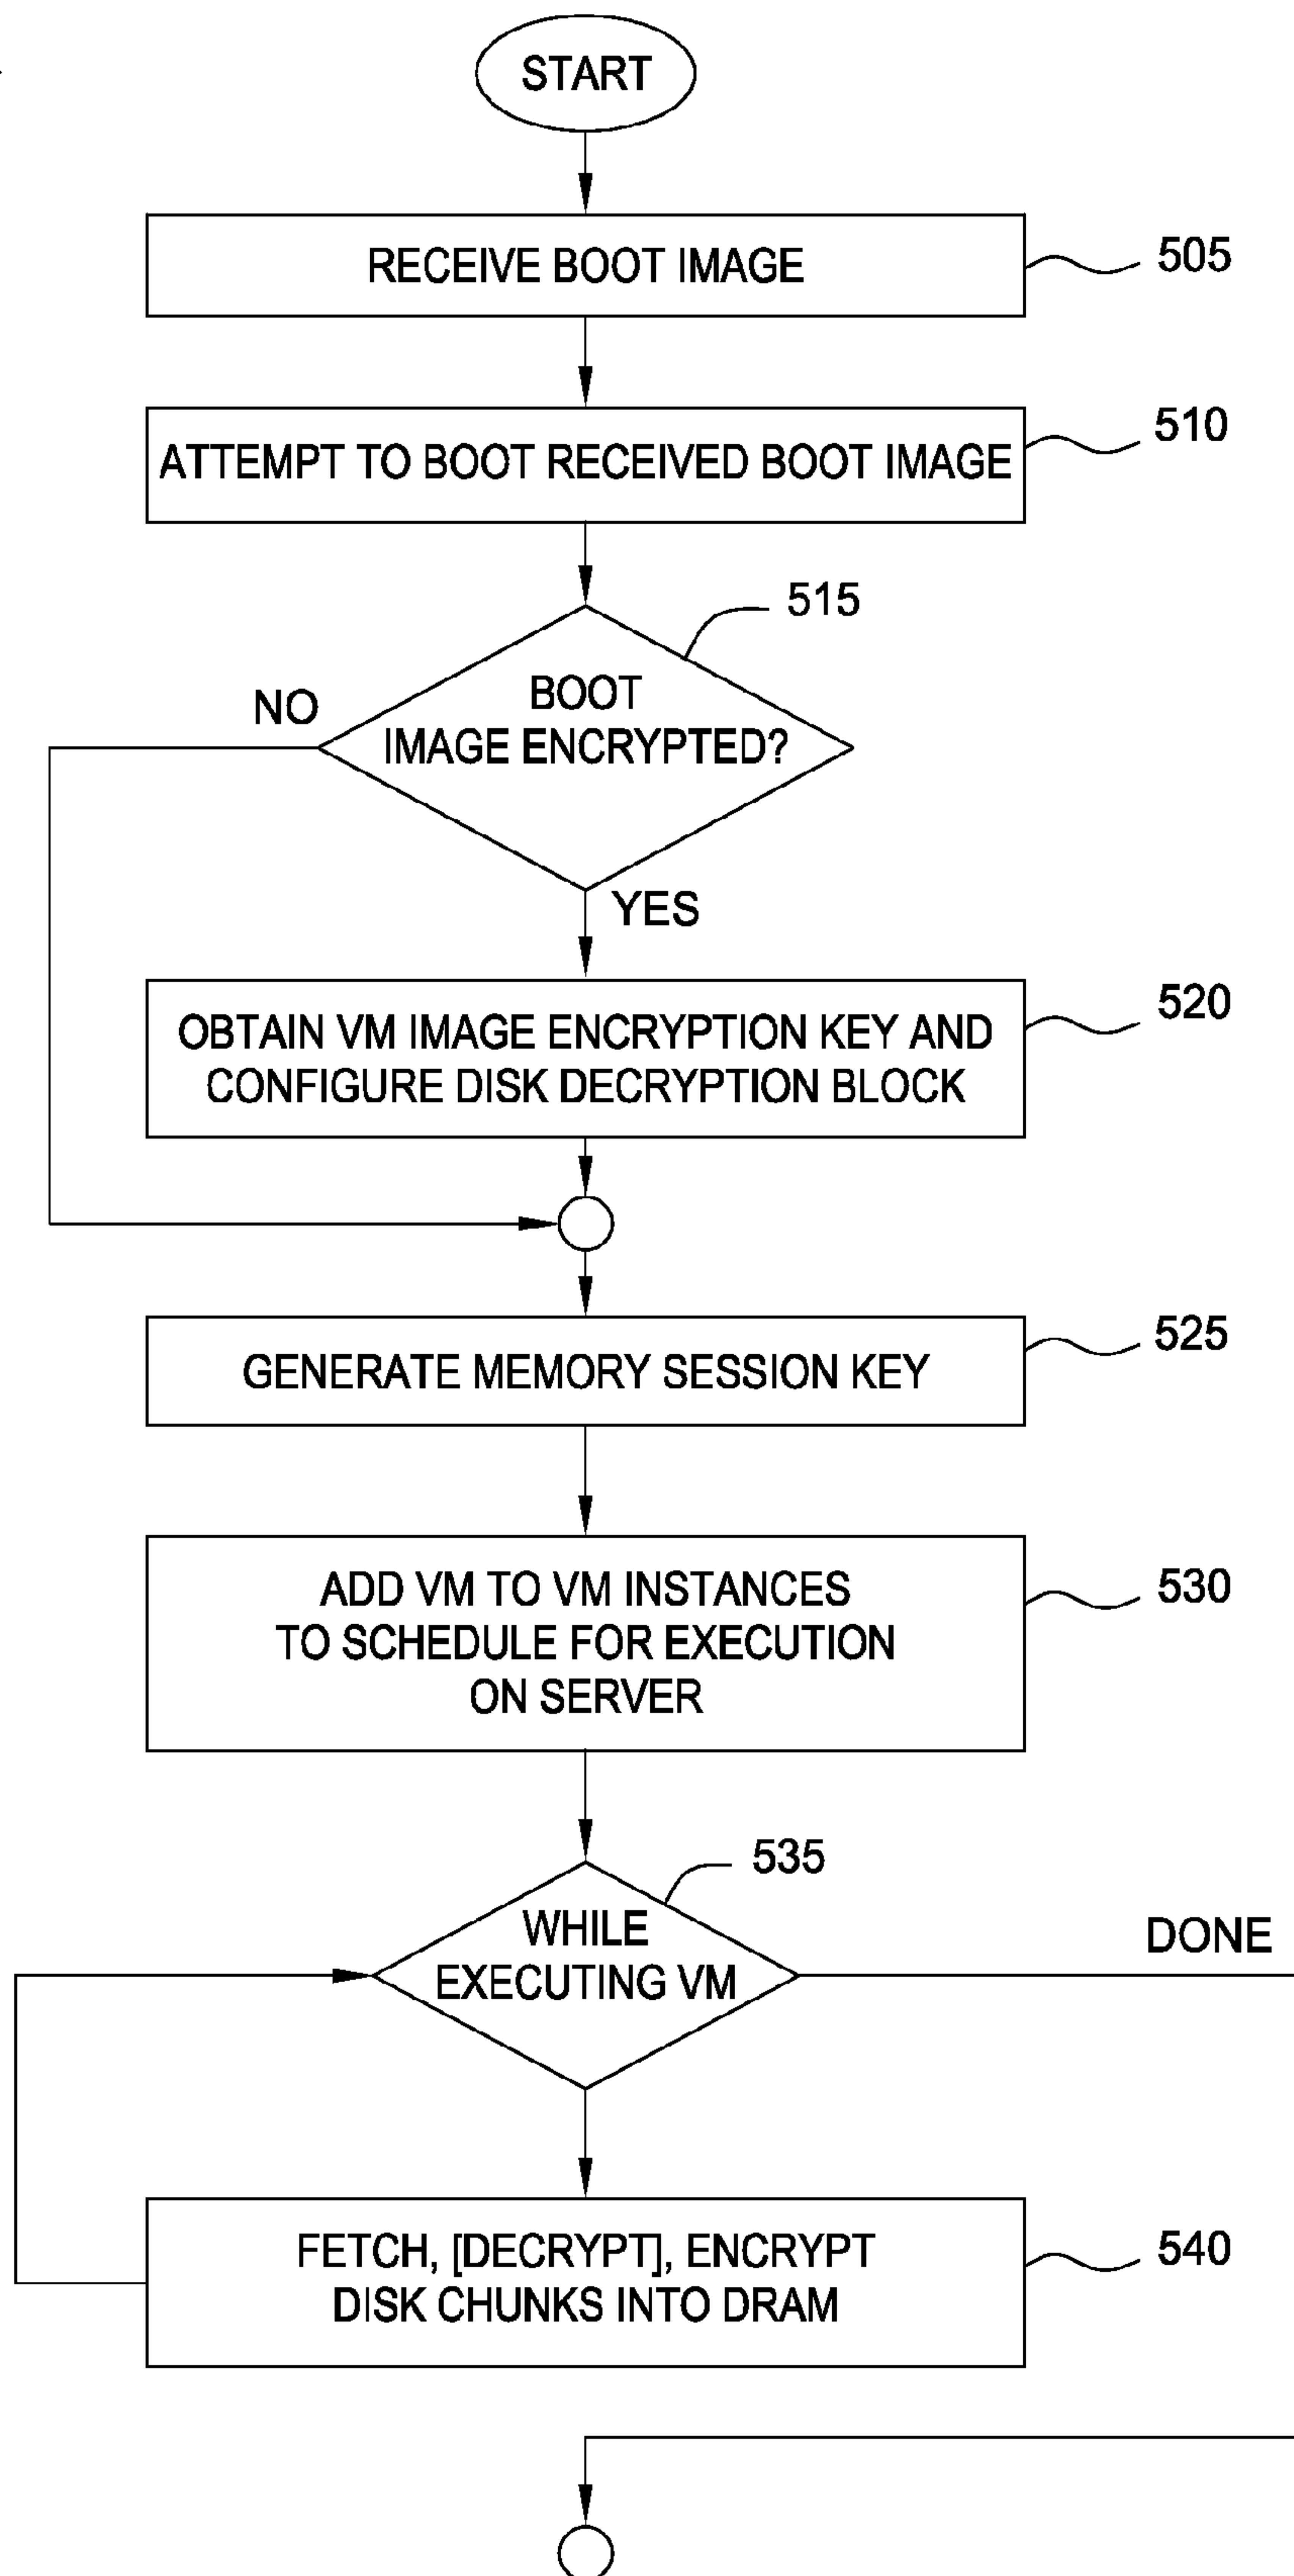 START
RECEIVE BOOT IMAGE
505
ATTEMPT TO BOOT RECEIVED BOOT IMAGE
510
515
BOOT
IMAGE ENCRYPTED?
NO
YES
OBTAIN VM IMAGE ENCRYPTION KEY AND
CONFIGURE DISK DECRYPTION BLOCK
520
GENERATE MEMORY SESSION KEY
525
ADD VM TO VM INSTANCES
TO SCHEDULE FOR EXECUTION
ON SERVER
530
535
WHILE
EXECUTING VM
DONE
FETCH, [DECRYPT], ENCRYPT
DISK CHUNKS INTO DRAM
540